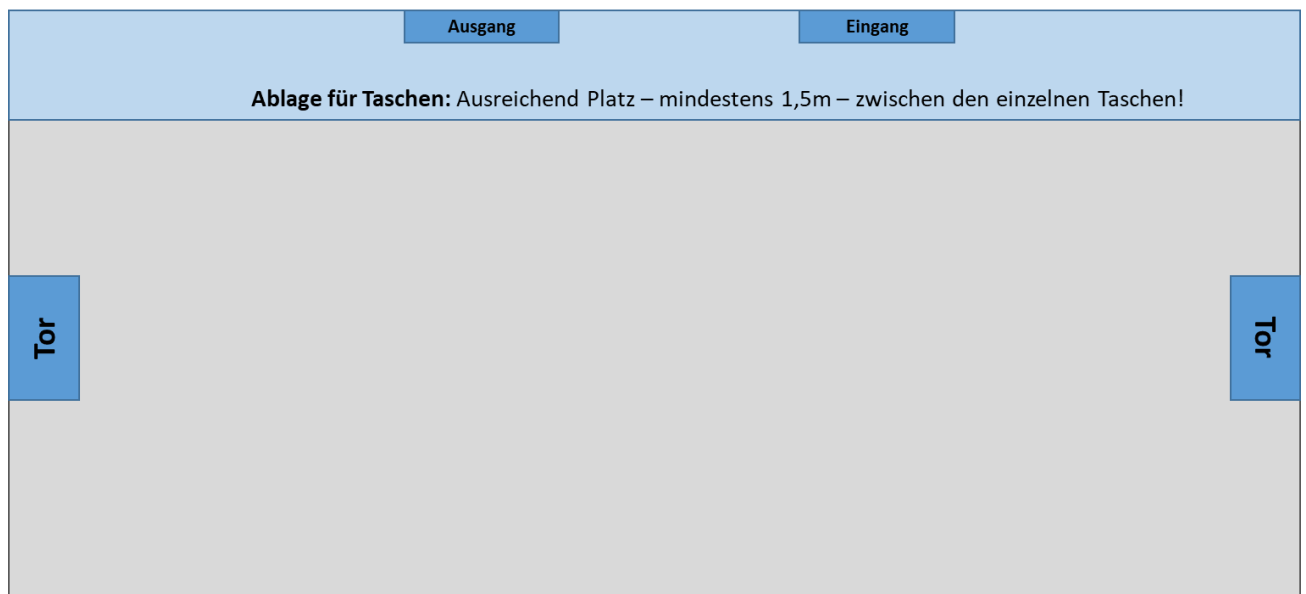 Ausgang
Eingang
Ablage für Taschen: Ausreichend Platz – mindestens 1,5m – zwischen den einzelnen Taschen!
Tor
Tor